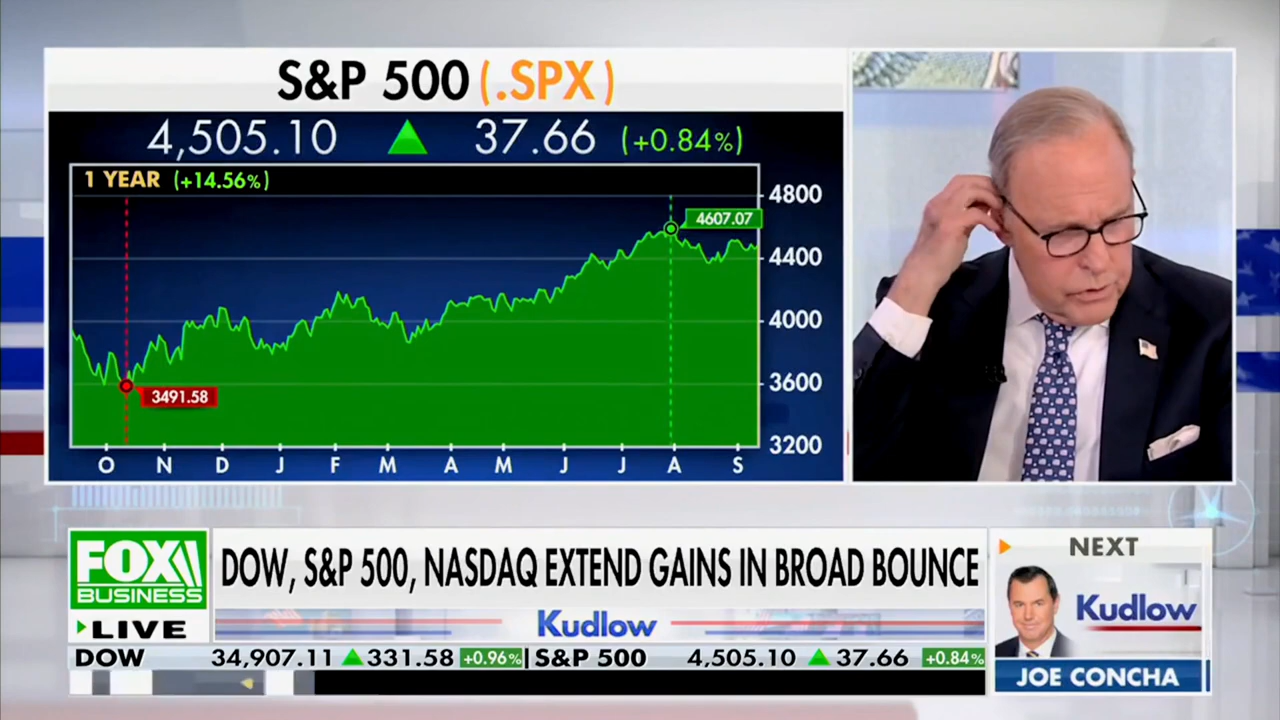 S&P 500 (.SPX)
4,505.10 ▲ 37.66 (+0.84%)
1 YEAR (+14.56%)
4800
4607.07
4400
4000
3600
3491.58
3200
O N D J F M A M J J A S
FOX BUSINESS
LIVE
DOW, S&P 500, NASDAQ EXTEND GAINS IN BROAD BOUNCE
Kudlow
DOW 34,907.11 ▲ 331.58 +0.96% | S&P 500 4,505.10 ▲ 37.66 +0.84%
NEXT
Kudlow
JOE CONCHA